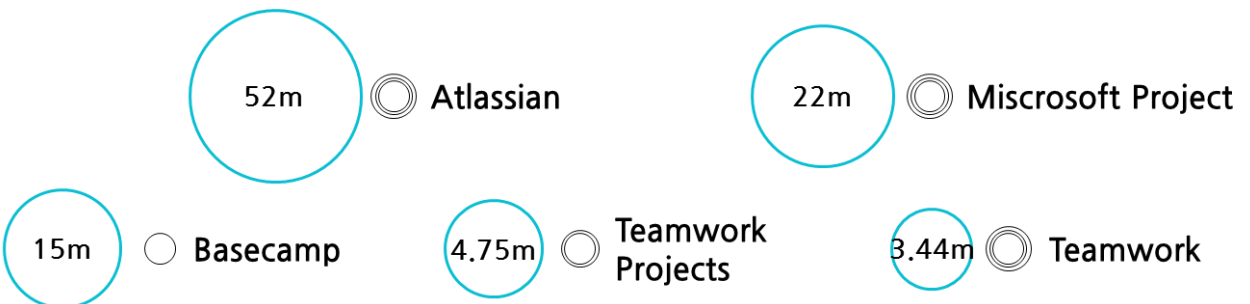 52m Atlassian
22m Miscrosoft Project
15m Basecamp
4.75m Teamwork
Projects
3.44m Teamwork